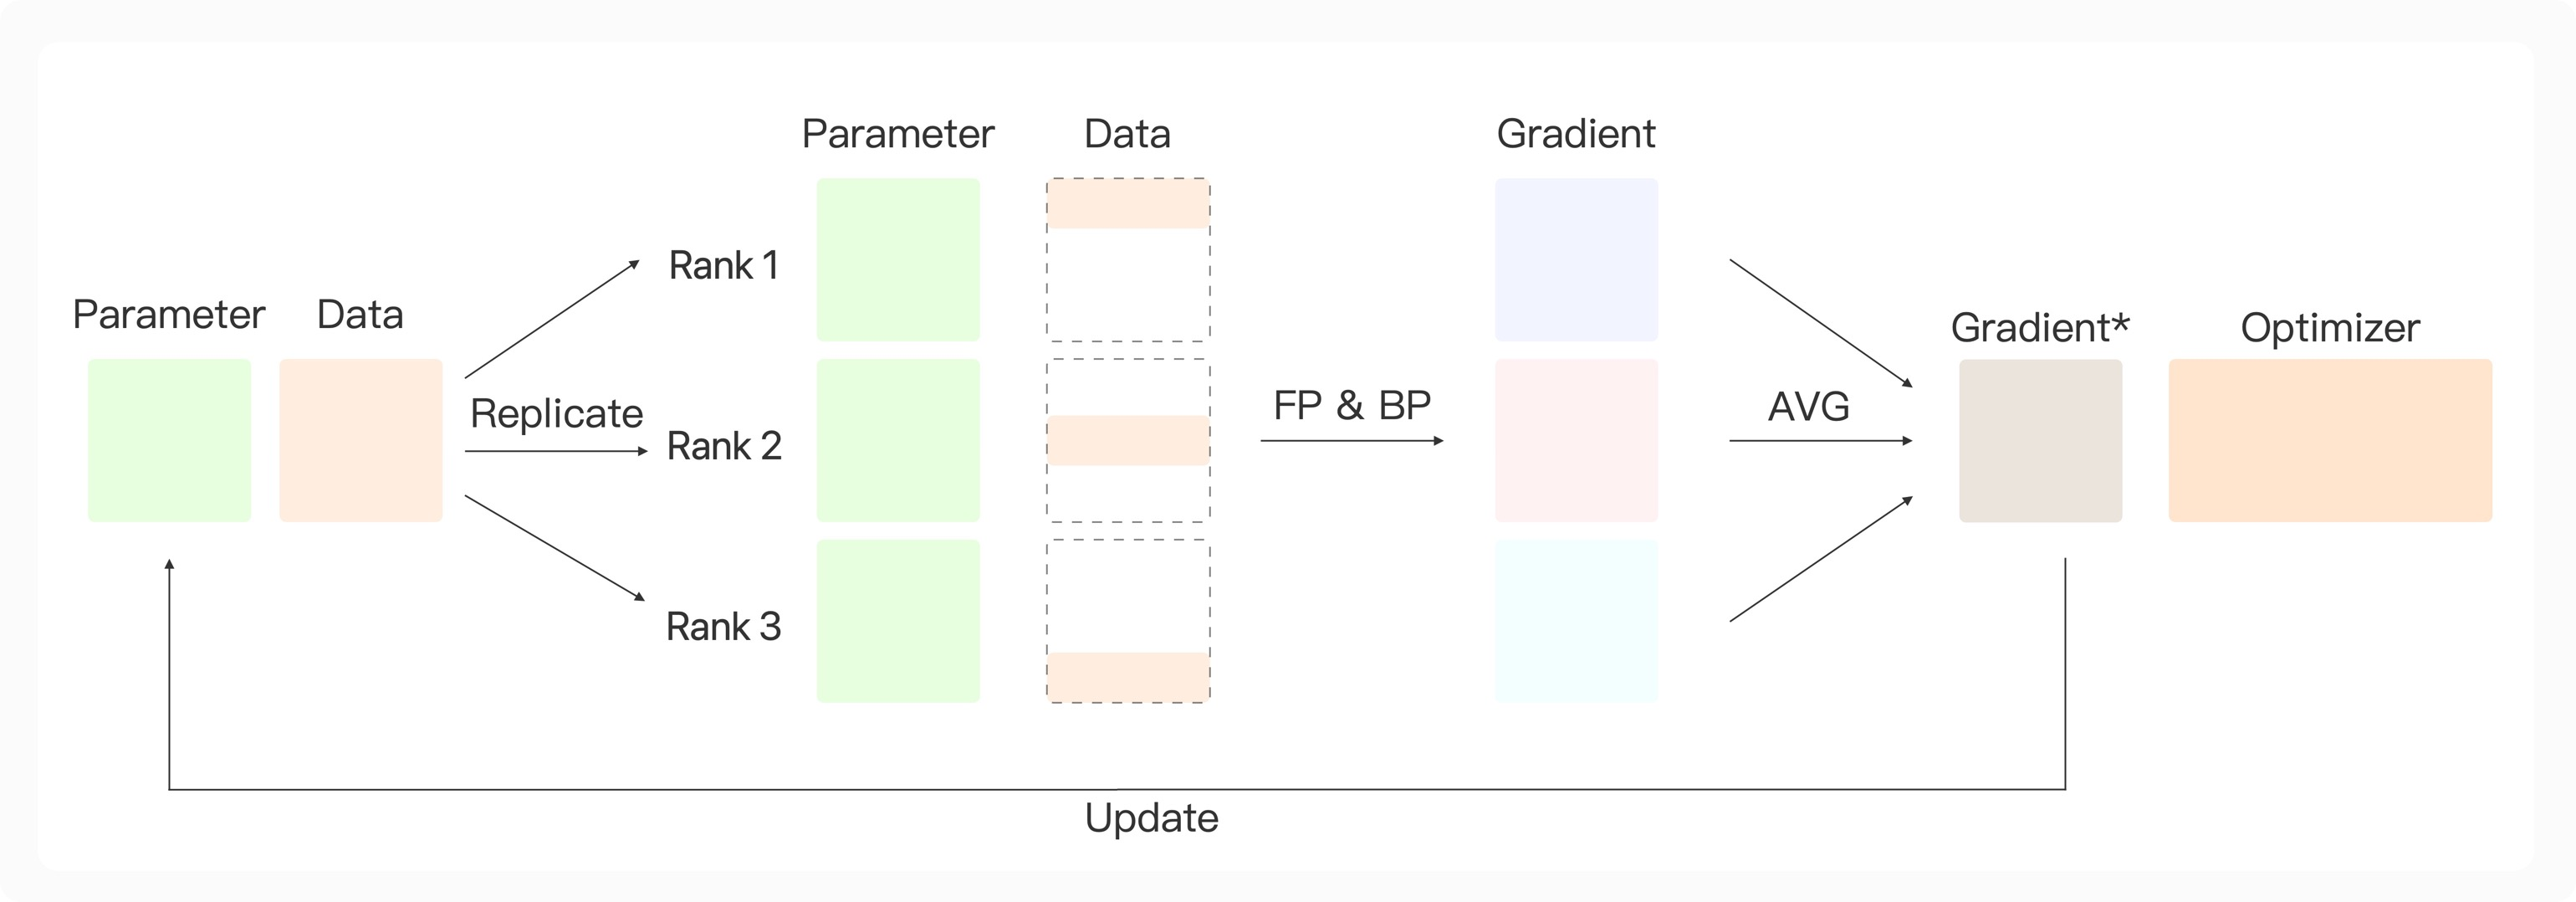 Parameter
Data
Replicate
Rank 1
Rank 2
Rank 3
Parameter
Data
FP & BP
Gradient
AVG
Gradient*
Optimizer
Update